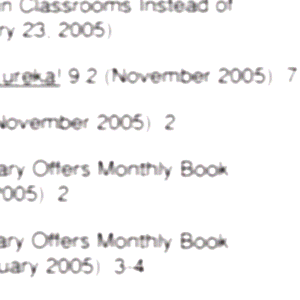 n Classrooms Instead of
ry 23, 2005)
ureka! 9.2 (November 2005) 7
November 2005) 2
ary Offers Monthly Book
2005) 2
ary Offers Monthly Book
uary 2005) 3-4